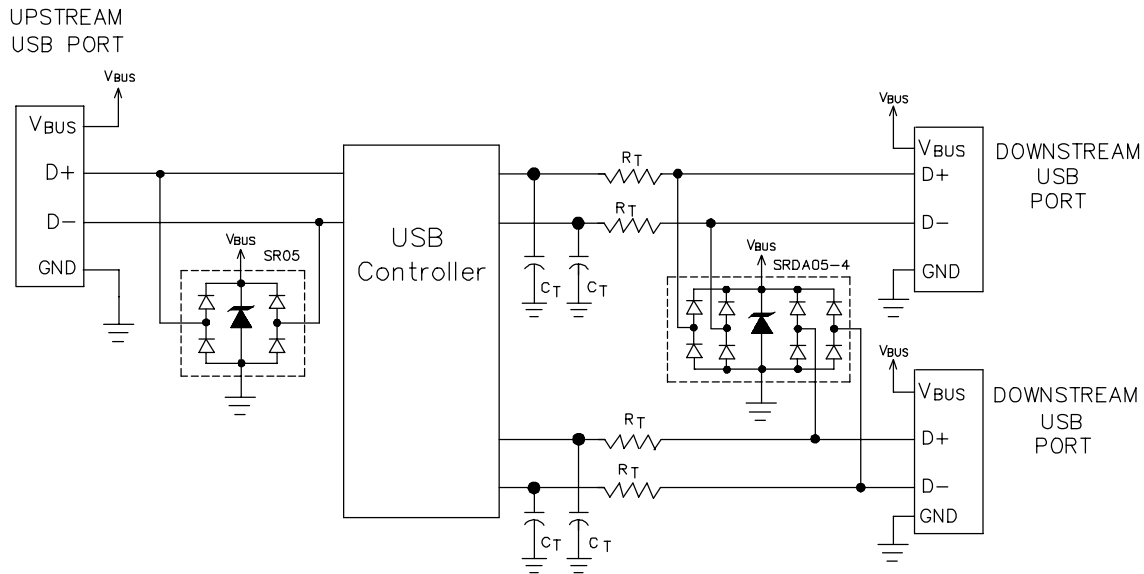 UPSTREAM
USB PORT
VBUS
VBUS
D+
D-
GND
VBUS
SR05
USB
Controller
RT
RT
CT
CT
VBUS
SRDA05-4
VBUS
VBUS
D+
D-
GND
DOWNSTREAM
USB
PORT
RT
RT
CT
CT
VBUS
VBUS
D+
D-
GND
DOWNSTREAM
USB
PORT